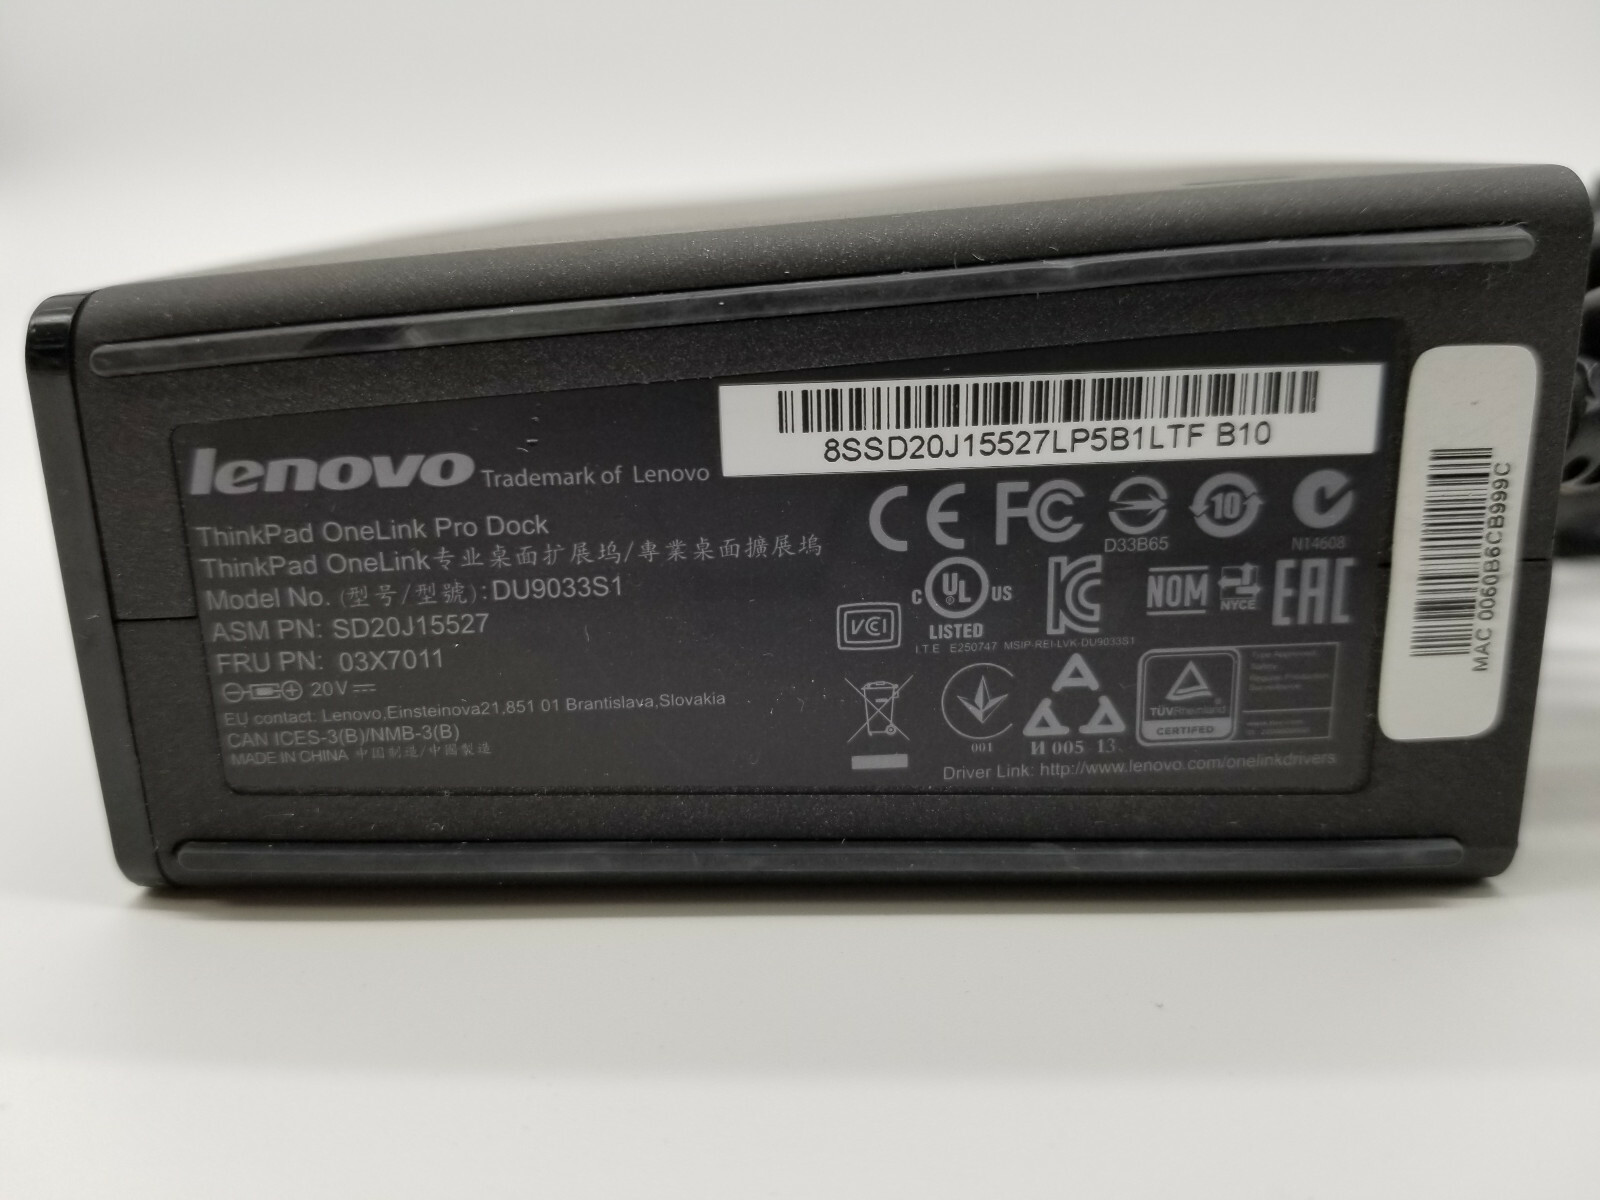 lenovo Trademark of Lenovo
8SSD20J15527LP5B1LTF B10
ThinkPad OneLink Pro Dock
ThinkPad OneLink专业桌面扩展坞/專業桌面擴展塢
Model No. (型号/型號): DU9033S1
ASM PN: SD20J15527
FRU PN: 03X7011
20V
EU contact: Lenovo,Einsteinova21,851 01 Brantislava,Slovakia
CAN ICES-3(B)/NMB-3(B)
MADE IN CHINA 中国制造/中國製造
CE FC D33B65 10 N14608
VCI C UL US LISTED NOM NYCE EAC
I.T.E E250747 MSIP-REI-LVK-DU9033S1
001 И 005 13 TÜVRheinland CERTIFIED
Driver Link: http://www.lenovo.com/onelinkdrivers
MAC 0050B6CB999C